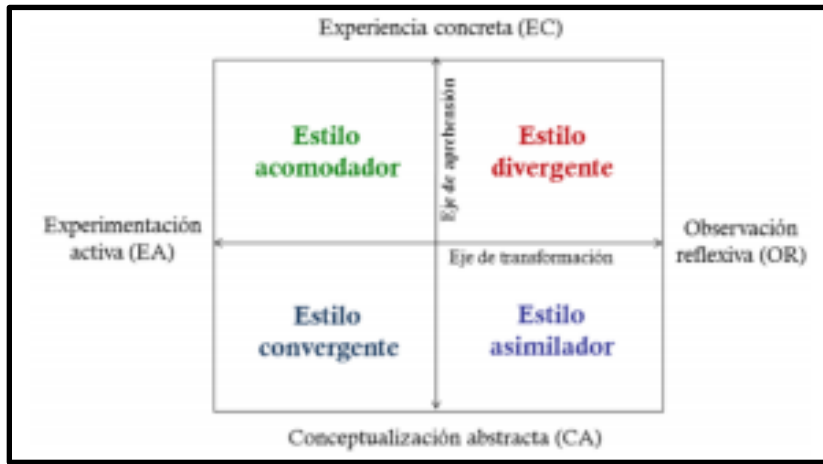 Experiencia concreta (EC)
Eje de aprehensión
Estilo
acomodador
Estilo
divergente
Experimentación
activa (EA)
Observación
reflexiva (OR)
Eje de transformación
Estilo
convergente
Estilo
asimilador
Conceptualización abstracta (CA)